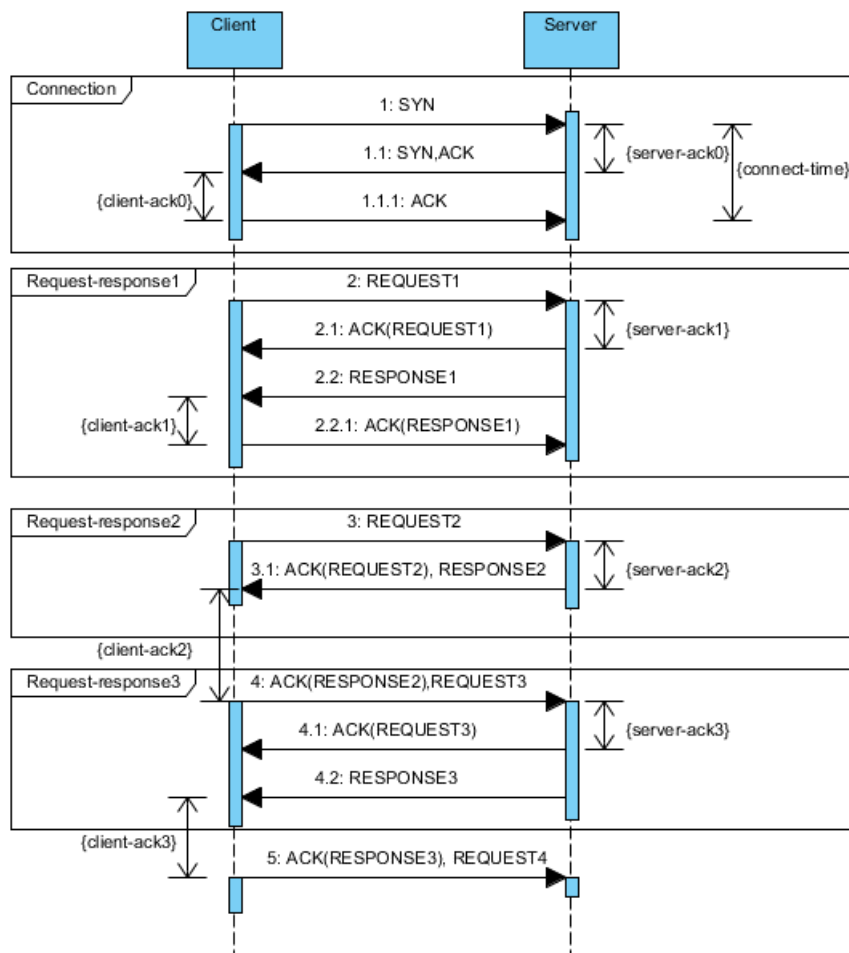 Client
Server
Connection
1: SYN
1.1: SYN,ACK
{server-ack0}
{connect-time}
{client-ack0}
1.1.1: ACK
Request-response1
2: REQUEST1
2.1: ACK(REQUEST1)
{server-ack1}
2.2: RESPONSE1
{client-ack1}
2.2.1: ACK(RESPONSE1)
Request-response2
3: REQUEST2
3.1: ACK(REQUEST2), RESPONSE2
{server-ack2}
{client-ack2}
Request-response3
4: ACK(RESPONSE2),REQUEST3
4.1: ACK(REQUEST3)
{server-ack3}
4.2: RESPONSE3
{client-ack3}
5: ACK(RESPONSE3), REQUEST4